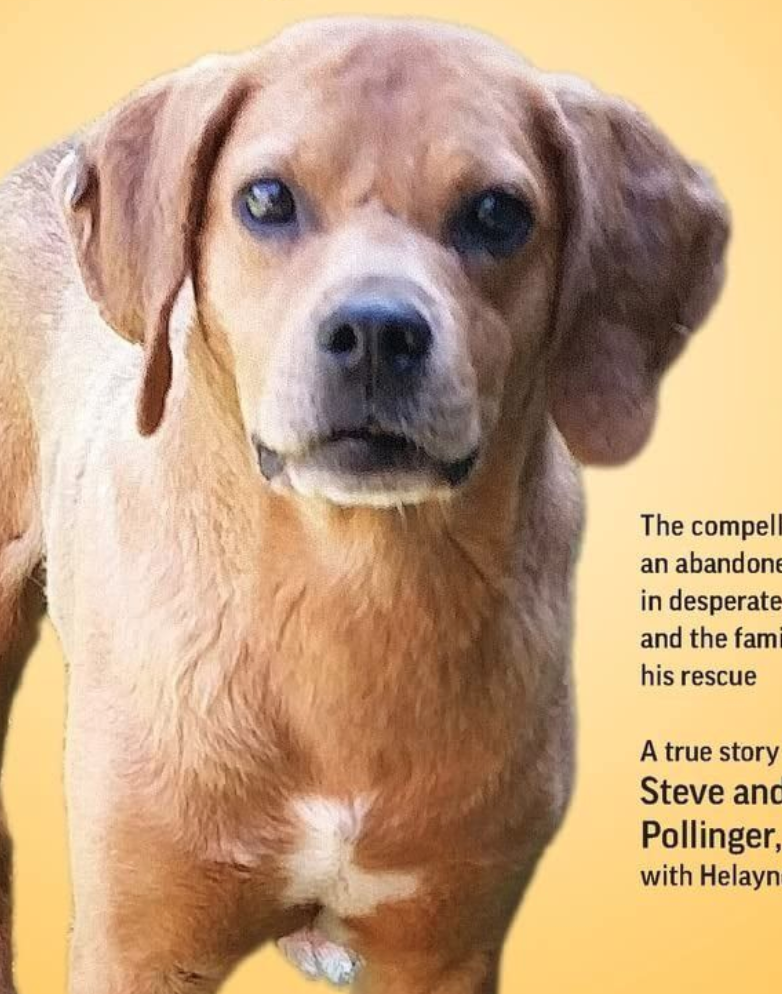 The compell
an abandone
in desperate
and the fami
his rescue
A true story
Steve and
Pollinger,
with Helayn